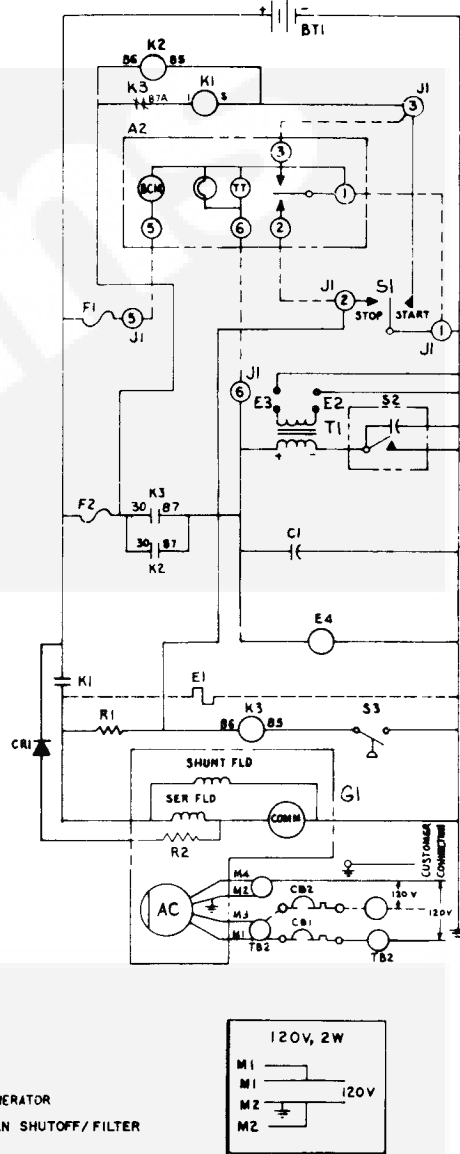 + -
BT1
K2
86 85
K3 87A
K1
1 S
J1
3
A2
3
BCM
TT
1
5
6
2
F1
5
J1
J1
2
S1
STOP START
1
J1
J1
6
E3 E2
S2
T1
+ -
F2
K3
30 87
30 87
K2
C1
E4
K1
E1
R1
K3
86 85
S3
CR1
SHUNT FLD
G1
SER FLD
COMM
R2
CUSTOMER
CONNECTION
M4
M2
AC
CB2
120V
M3
CB1
120V
M1
TB2
TB2
120V, 2W
M1
M1
120V
M2
M2
NERATOR
N SHUTOFF/FILTER